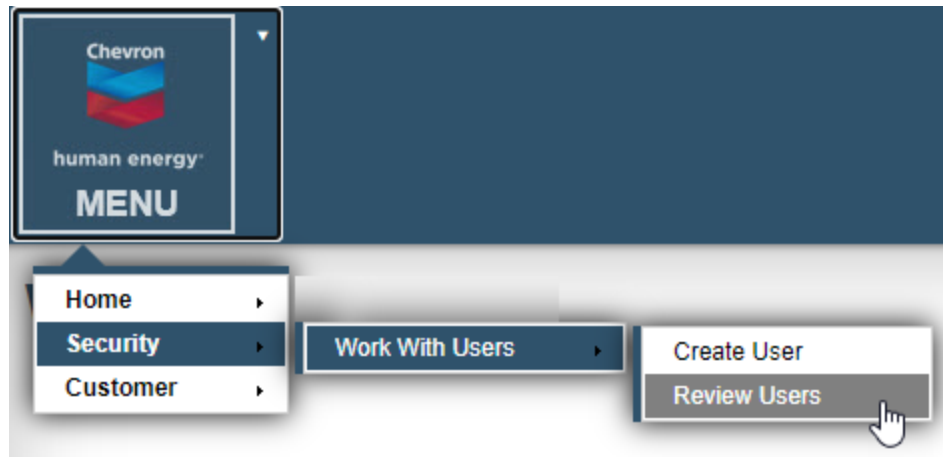 Chevron
human energy·
MENU
Home
Security
Customer
Work With Users
Create User
Review Users